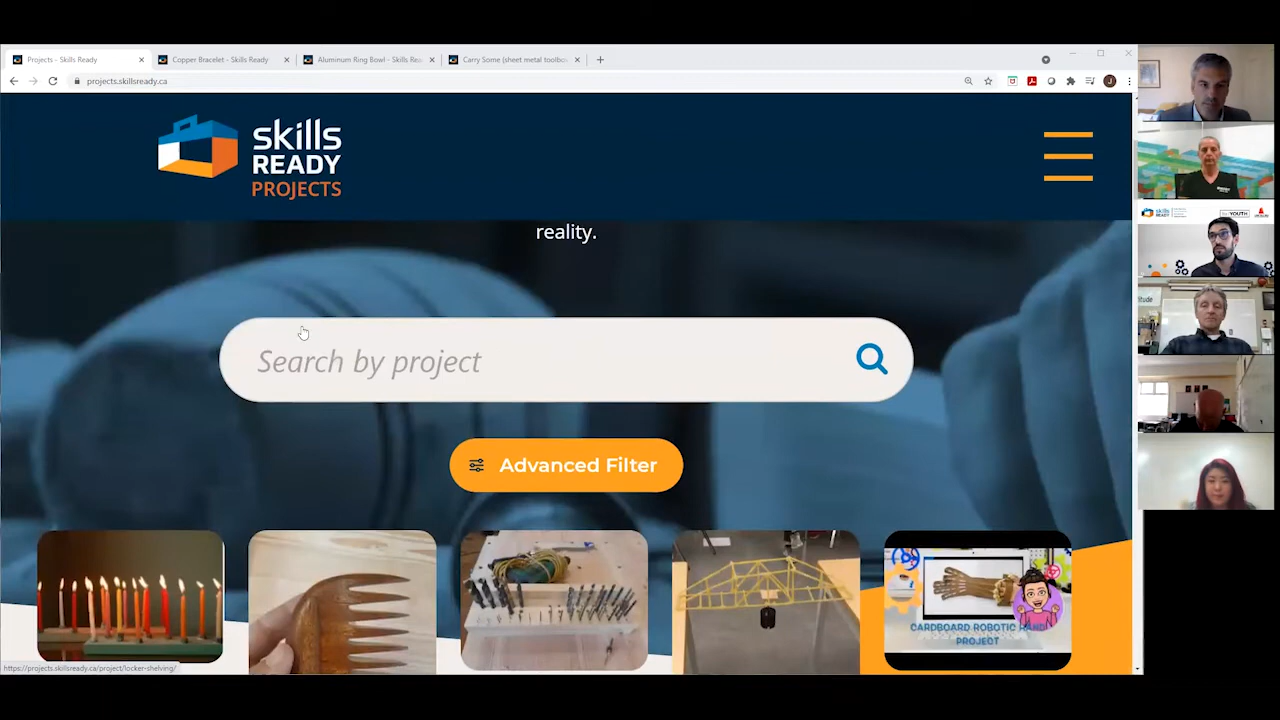 Projects - Skills Ready
Copper Bracelet - Skills Ready
Aluminum Ring Bowl - Skills Rea
Carry Some (sheet metal toolbo
projects.skillsready.ca
J
skills
READY
PROJECTS
reality.
Search by project
Advanced Filter
CARDBOARD ROBOTIC HAND
PROJECT
https://projects.skillsready.ca/project/locker-shelving/